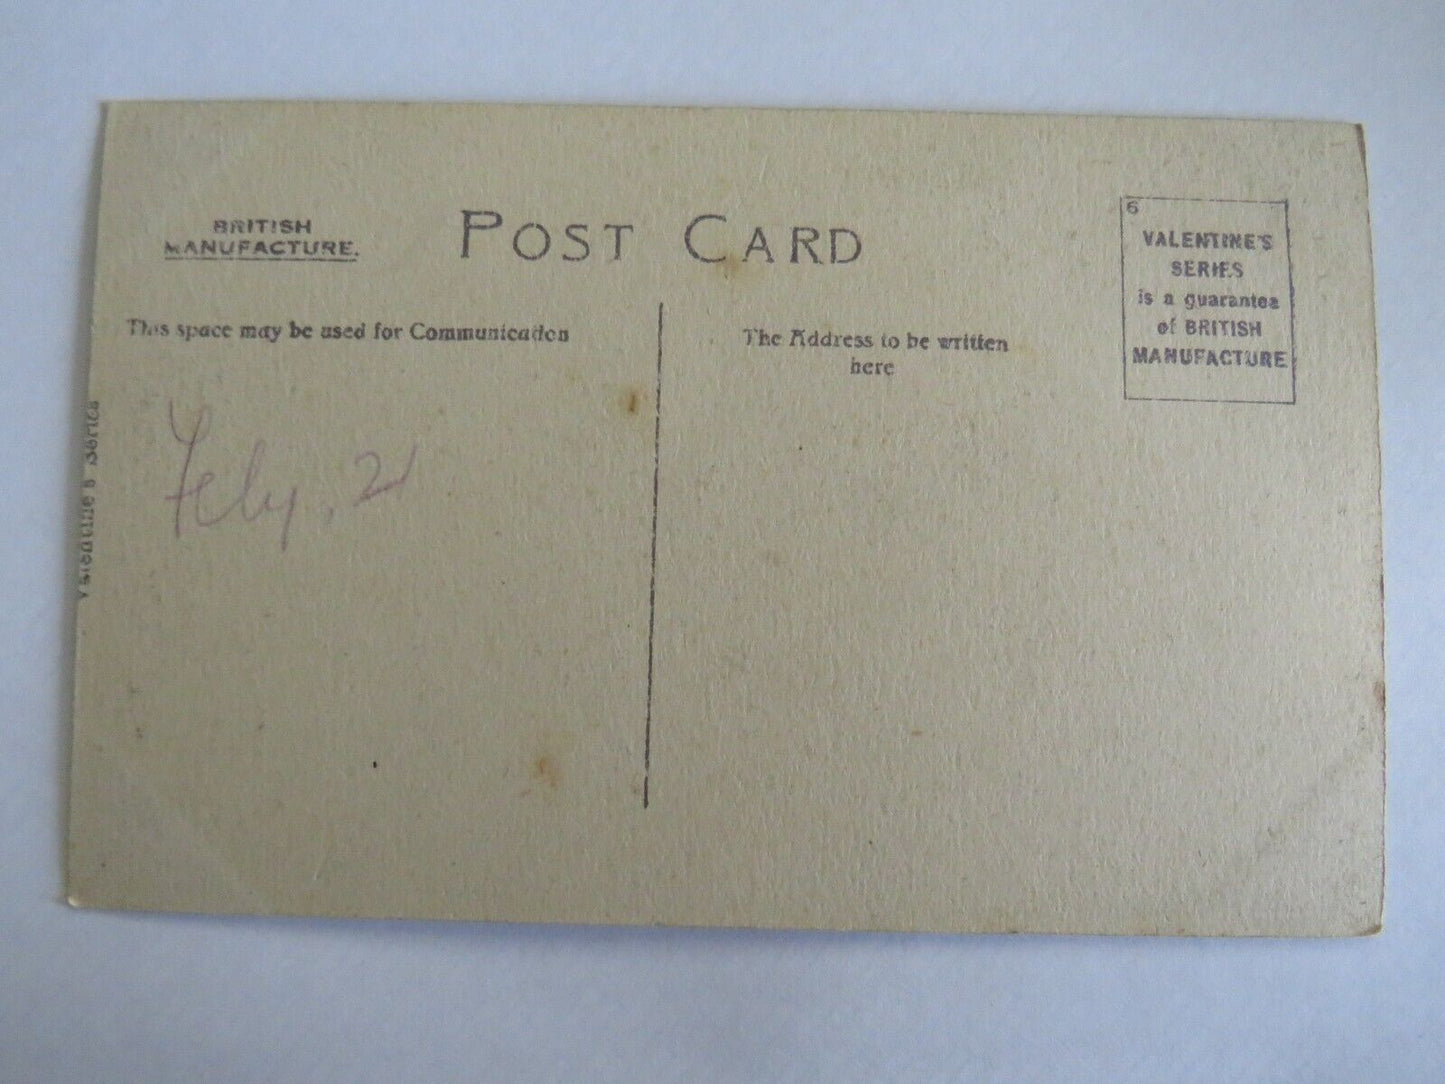 BRITISH
MANUFACTURE.
POST CARD
6
VALENTINE'S
SERIES
is a guarantee
of BRITISH
MANUFACTURE
This space may be used for Communication
The Address to be written
here
Valentine's Series
Feby, 21